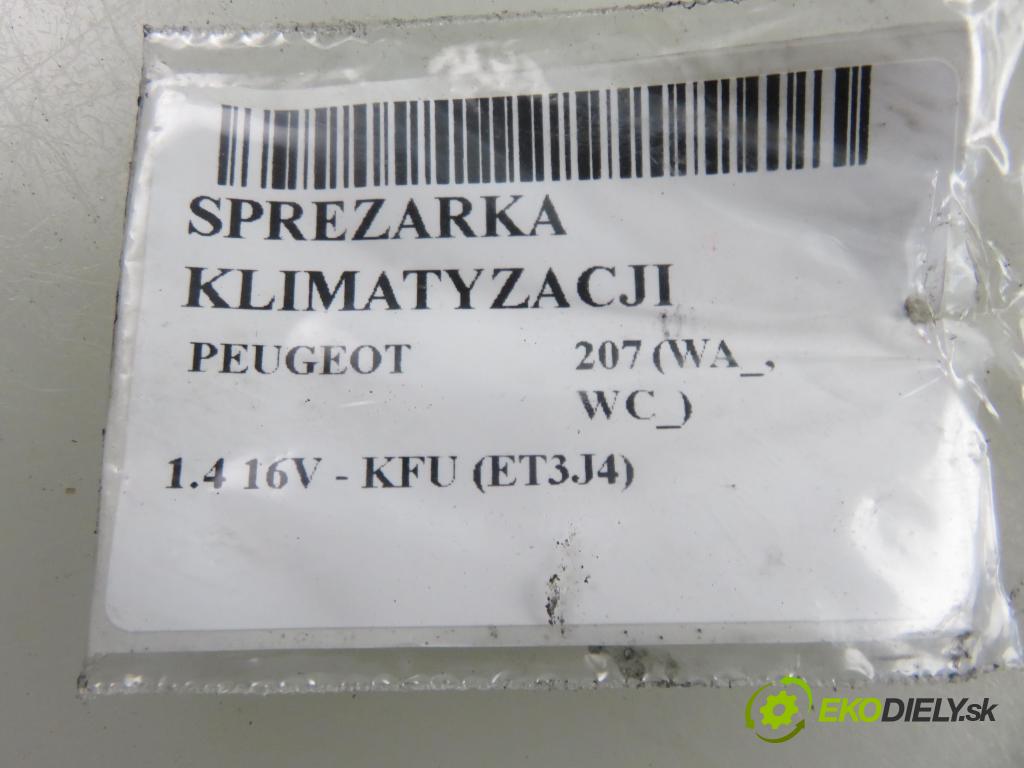 SPREZARKA
KLIMATYZACJI
PEUGEOT 207 (WA_,
WC_)
1.4 16V - KFU (ET3J4)
EKODIELY.sk